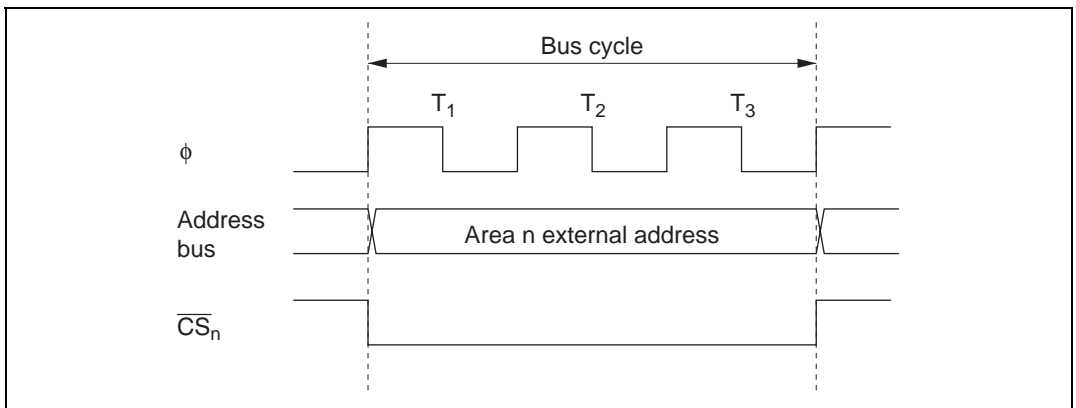 Bus cycle
T1 T2 T3
φ
Address
bus
Area n external address
CSn